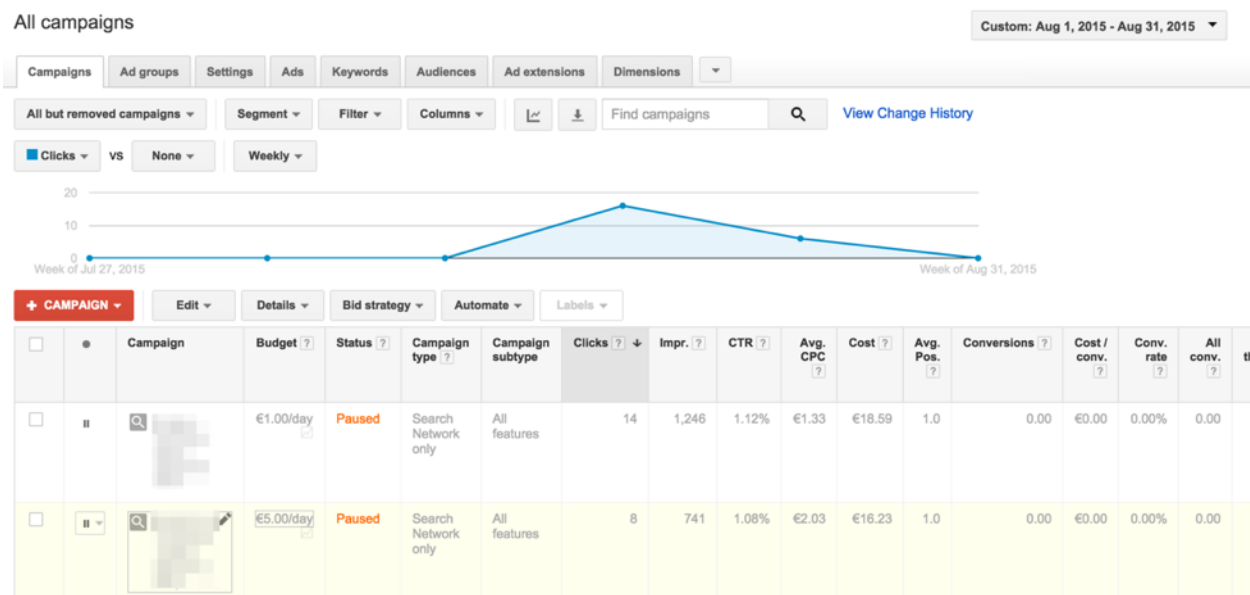 All campaigns
Custom: Aug 1, 2015 - Aug 31, 2015
Campaigns Ad groups Settings Ads Keywords Audiences Ad extensions Dimensions
All but removed campaigns Segment Filter Columns Find campaigns View Change History
Clicks VS None Weekly
20
10
0
Week of Jul 27, 2015 Week of Aug 31, 2015
+ CAMPAIGN Edit Details Bid strategy Automate Labels
Campaign Budget ? Status ? Campaign type ? Campaign subtype Clicks ? Impr. ? CTR ? Avg. CPC ? Cost ? Avg. Pos. ? Conversions ? Cost / conv. ? Conv. rate ? All conv. ?
€1.00/day Paused Search Network only All features 14 1,246 1.12% €1.33 €18.59 1.0 0.00 €0.00 0.00% 0.00
€5.00/day Paused Search Network only All features 8 741 1.08% €2.03 €16.23 1.0 0.00 €0.00 0.00% 0.00